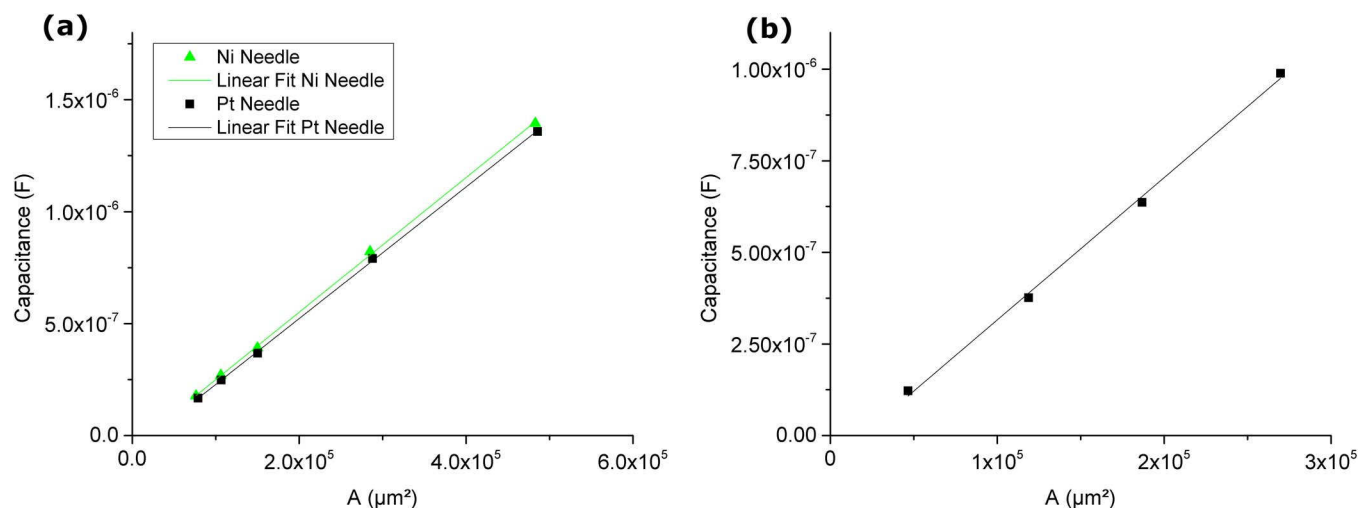 (a)
Ni Needle
Linear Fit Ni Needle
Pt Needle
Linear Fit Pt Needle
1.5x10⁻⁶
1.0x10⁻⁶
5.0x10⁻⁷
0.0
Capacitance (F)
0.0
2.0x10⁵
4.0x10⁵
6.0x10⁵
A (µm²)
(b)
1.00x10⁻⁶
7.50x10⁻⁷
5.00x10⁻⁷
2.50x10⁻⁷
0.00
Capacitance (F)
0
1x10⁵
2x10⁵
3x10⁵
A (µm²)